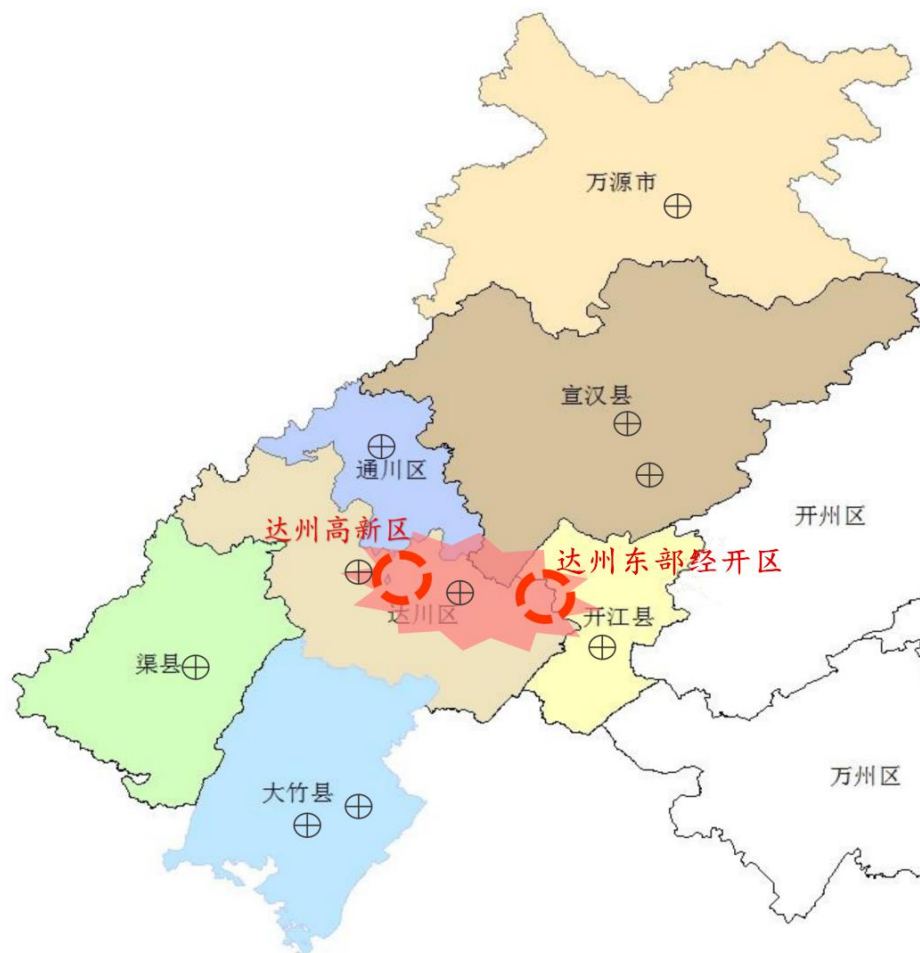 万源市
宣汉县
通川区
开州区
达州高新区
达州东部经开区
达川区
开江县
渠县
万州区
大竹县